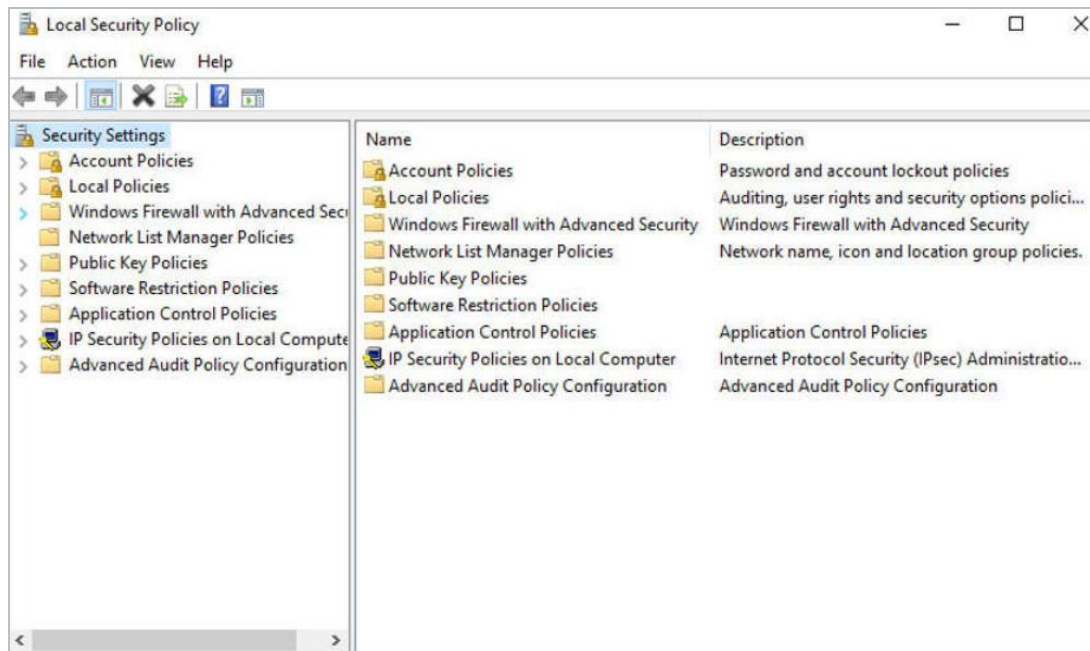 Local Security Policy
File Action View Help
Security Settings
Account Policies
Local Policies
Windows Firewall with Advanced Secu
Network List Manager Policies
Public Key Policies
Software Restriction Policies
Application Control Policies
IP Security Policies on Local Compute
Advanced Audit Policy Configuration
Name Description
Account Policies Password and account lockout policies
Local Policies Auditing, user rights and security options polici...
Windows Firewall with Advanced Security Windows Firewall with Advanced Security
Network List Manager Policies Network name, icon and location group policies.
Public Key Policies
Software Restriction Policies
Application Control Policies Application Control Policies
IP Security Policies on Local Computer Internet Protocol Security (IPsec) Administratio...
Advanced Audit Policy Configuration Advanced Audit Policy Configuration